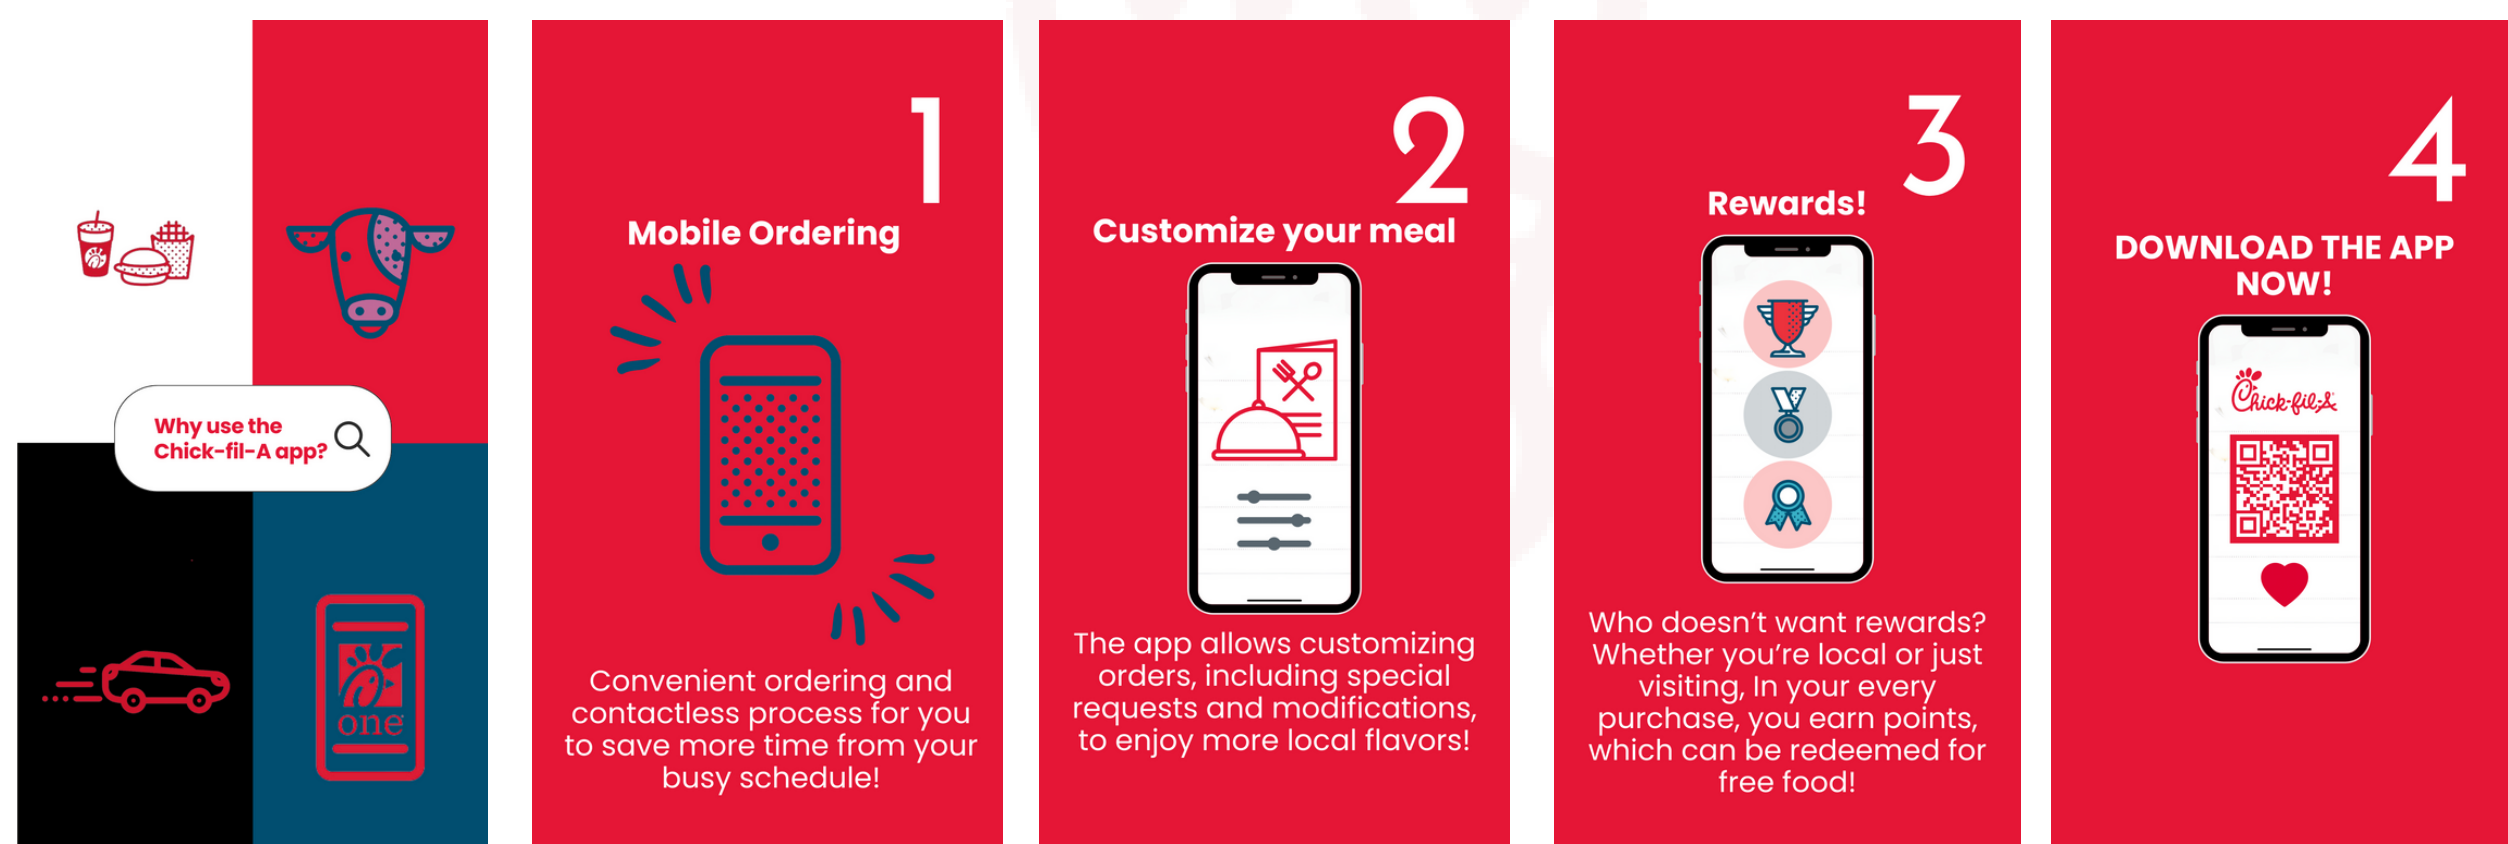 Why use the
Chick-fil-A app?
one
1
Mobile Ordering
Convenient ordering and
contactless process for you
to save more time from your
busy schedule!
2
Customize your meal
The app allows customizing
orders, including special
requests and modifications,
to enjoy more local flavors!
3
Rewards!
Who doesn't want rewards?
Whether you're local or just
visiting, In your every
purchase, you earn points,
which can be redeemed for
free food!
4
DOWNLOAD THE APP
NOW!
Chick-fil-A